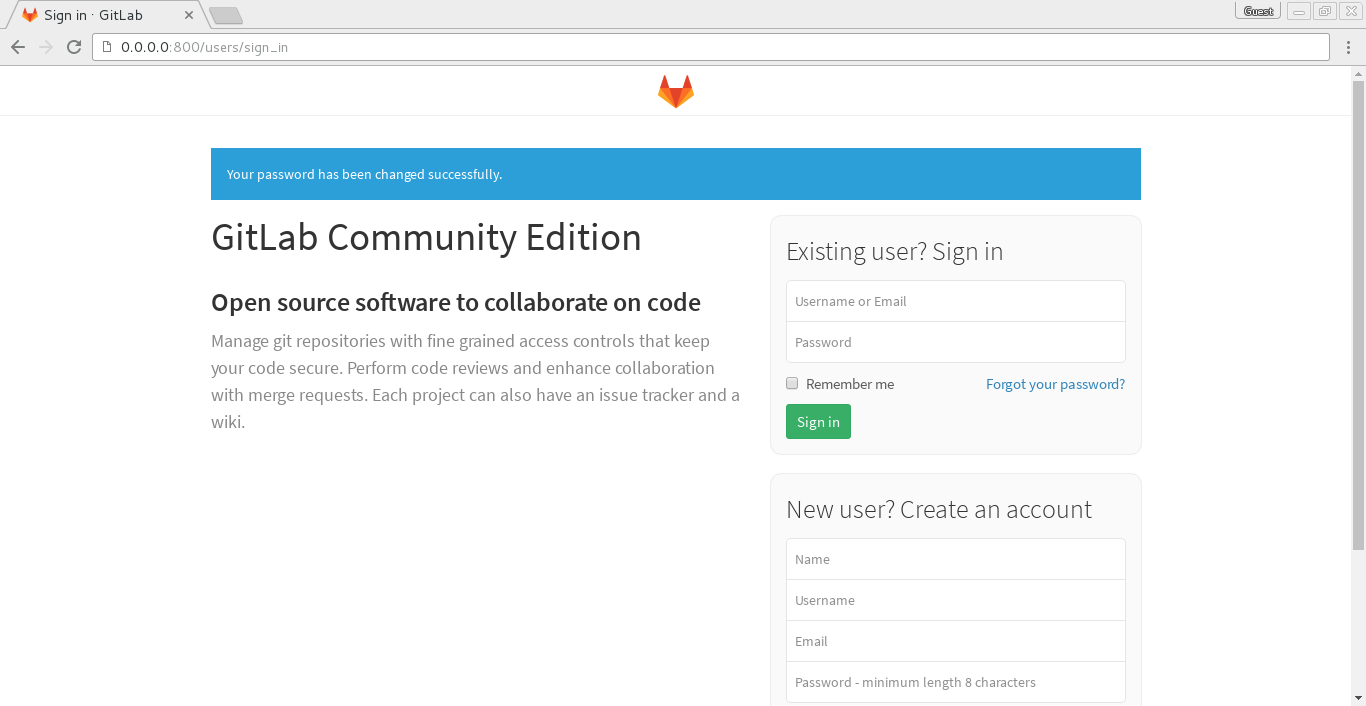 Sign in · GitLab
Guest
0.0.0.0:800/users/sign_in
Your password has been changed successfully.
GitLab Community Edition
Open source software to collaborate on code
Manage git repositories with fine grained access controls that keep
your code secure. Perform code reviews and enhance collaboration
with merge requests. Each project can also have an issue tracker and a
wiki.
Existing user? Sign in
Username or Email
Password
Remember me
Forgot your password?
Sign in
New user? Create an account
Name
Username
Email
Password - minimum length 8 characters